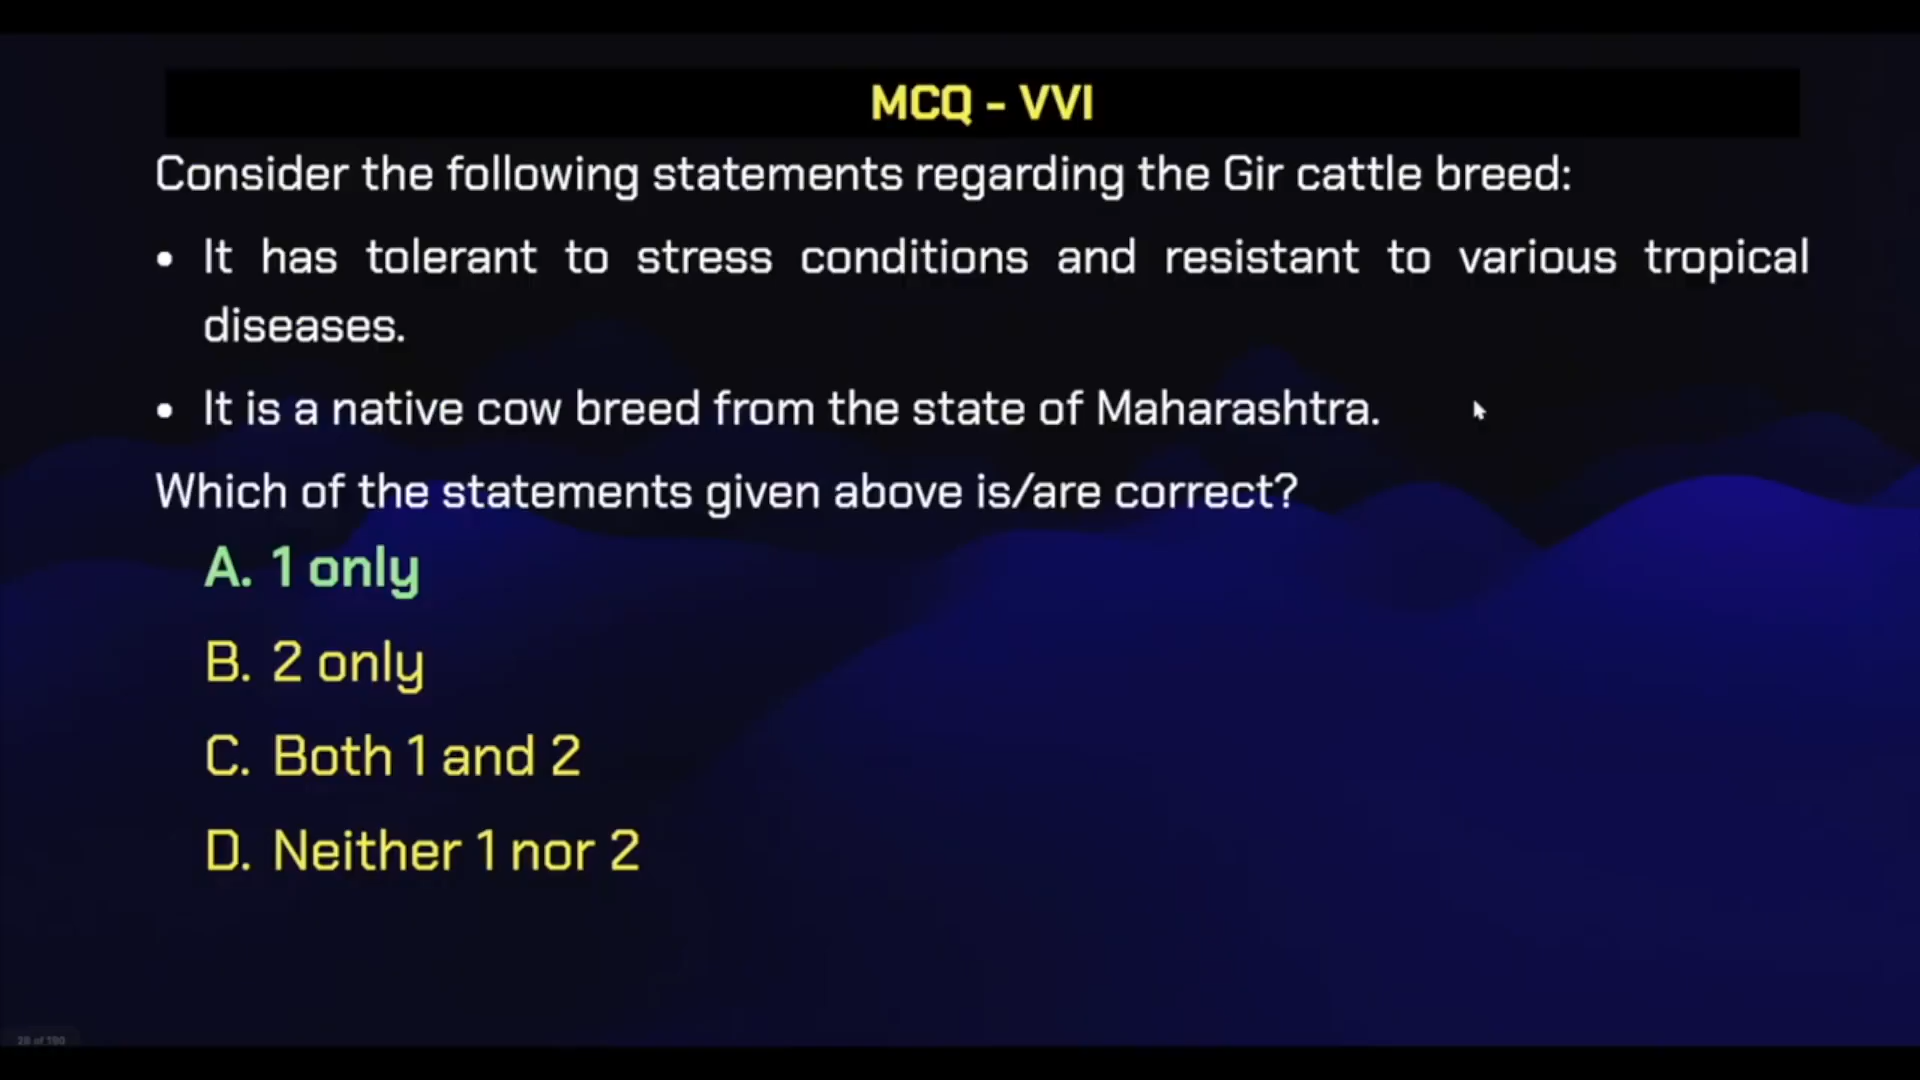 MCQ - VVI
Consider the following statements regarding the Gir cattle breed:
• It has tolerant to stress conditions and resistant to various tropical
diseases.
• It is a native cow breed from the state of Maharashtra.
Which of the statements given above is/are correct?
A. 1 only
B. 2 only
C. Both 1 and 2
D. Neither 1 nor 2